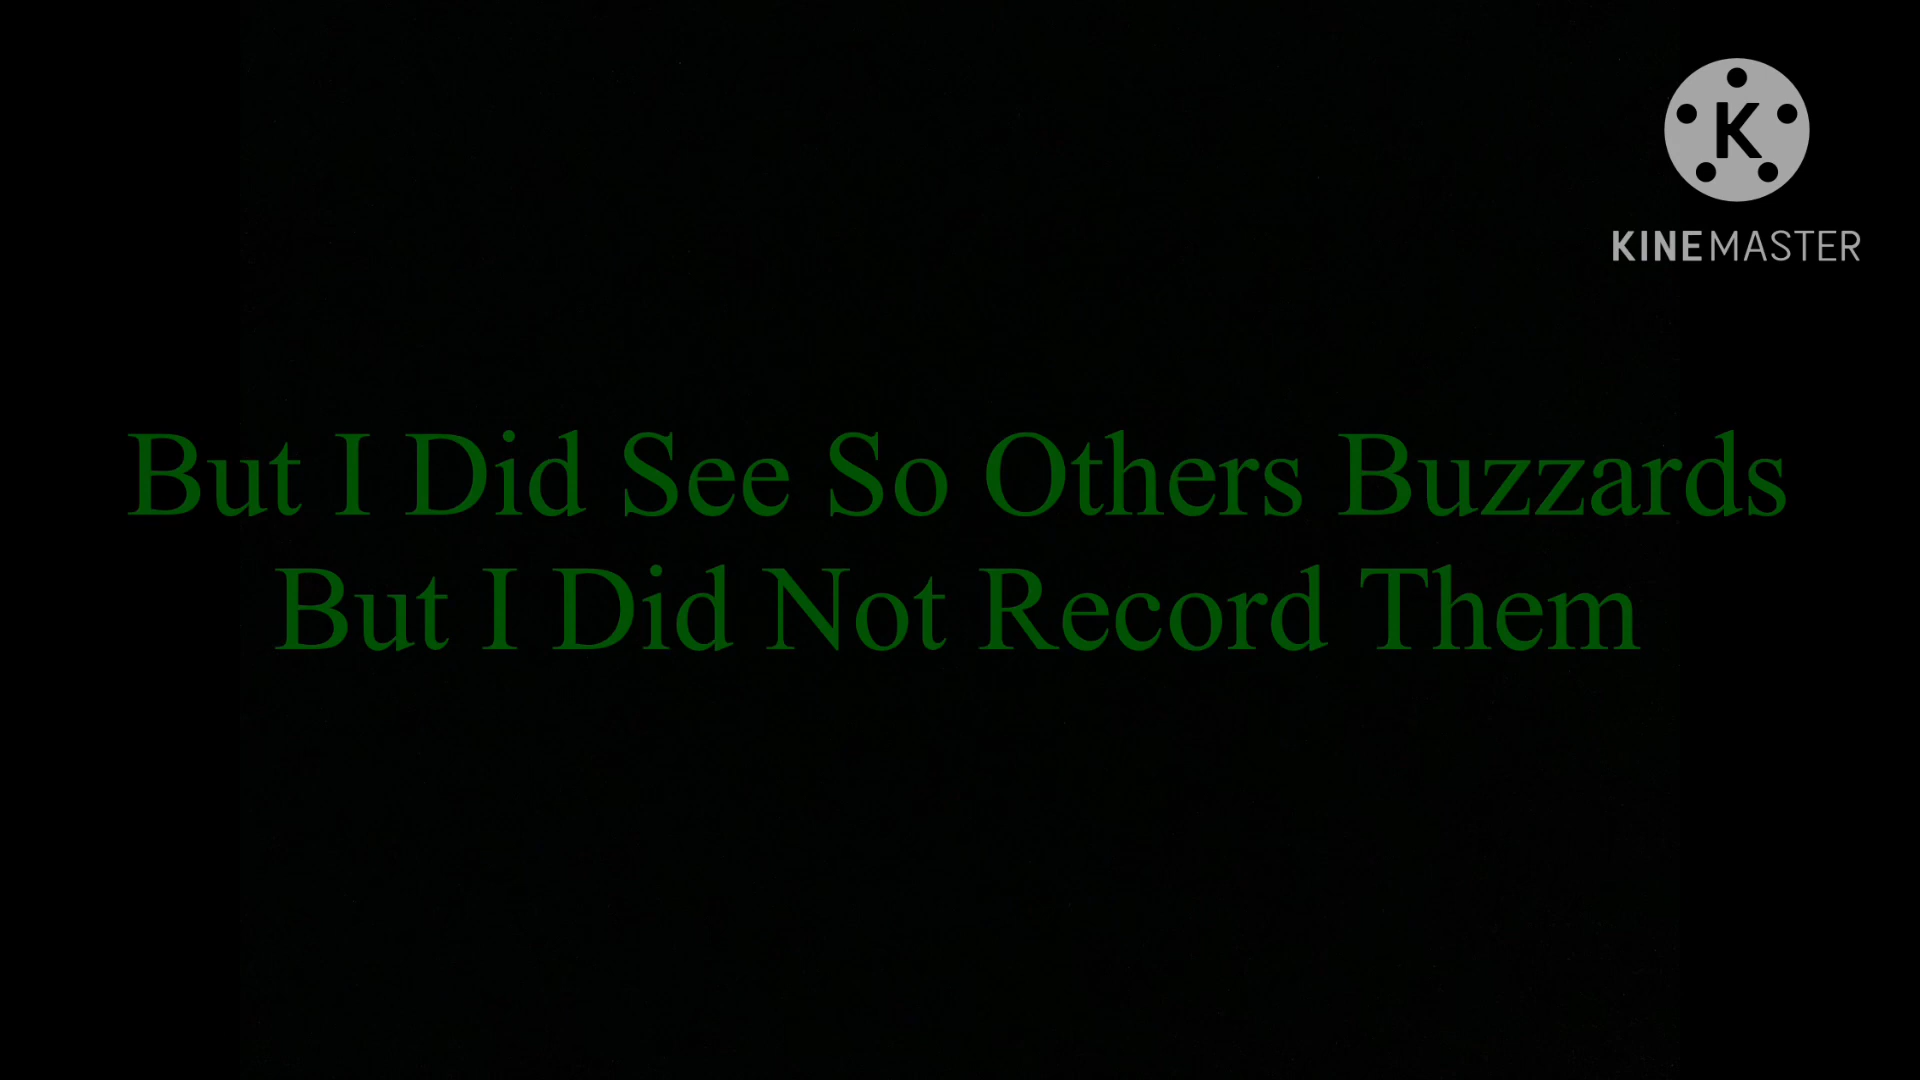 K
KINEMASTER
But I Did See So Others Buzzards
But I Did Not Record Them